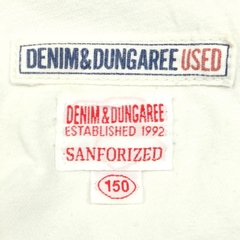 DENIM&DUNGAREE USED
DENIM&DUNGAREE
ESTABLISHED 1992
SANFORIZED
150